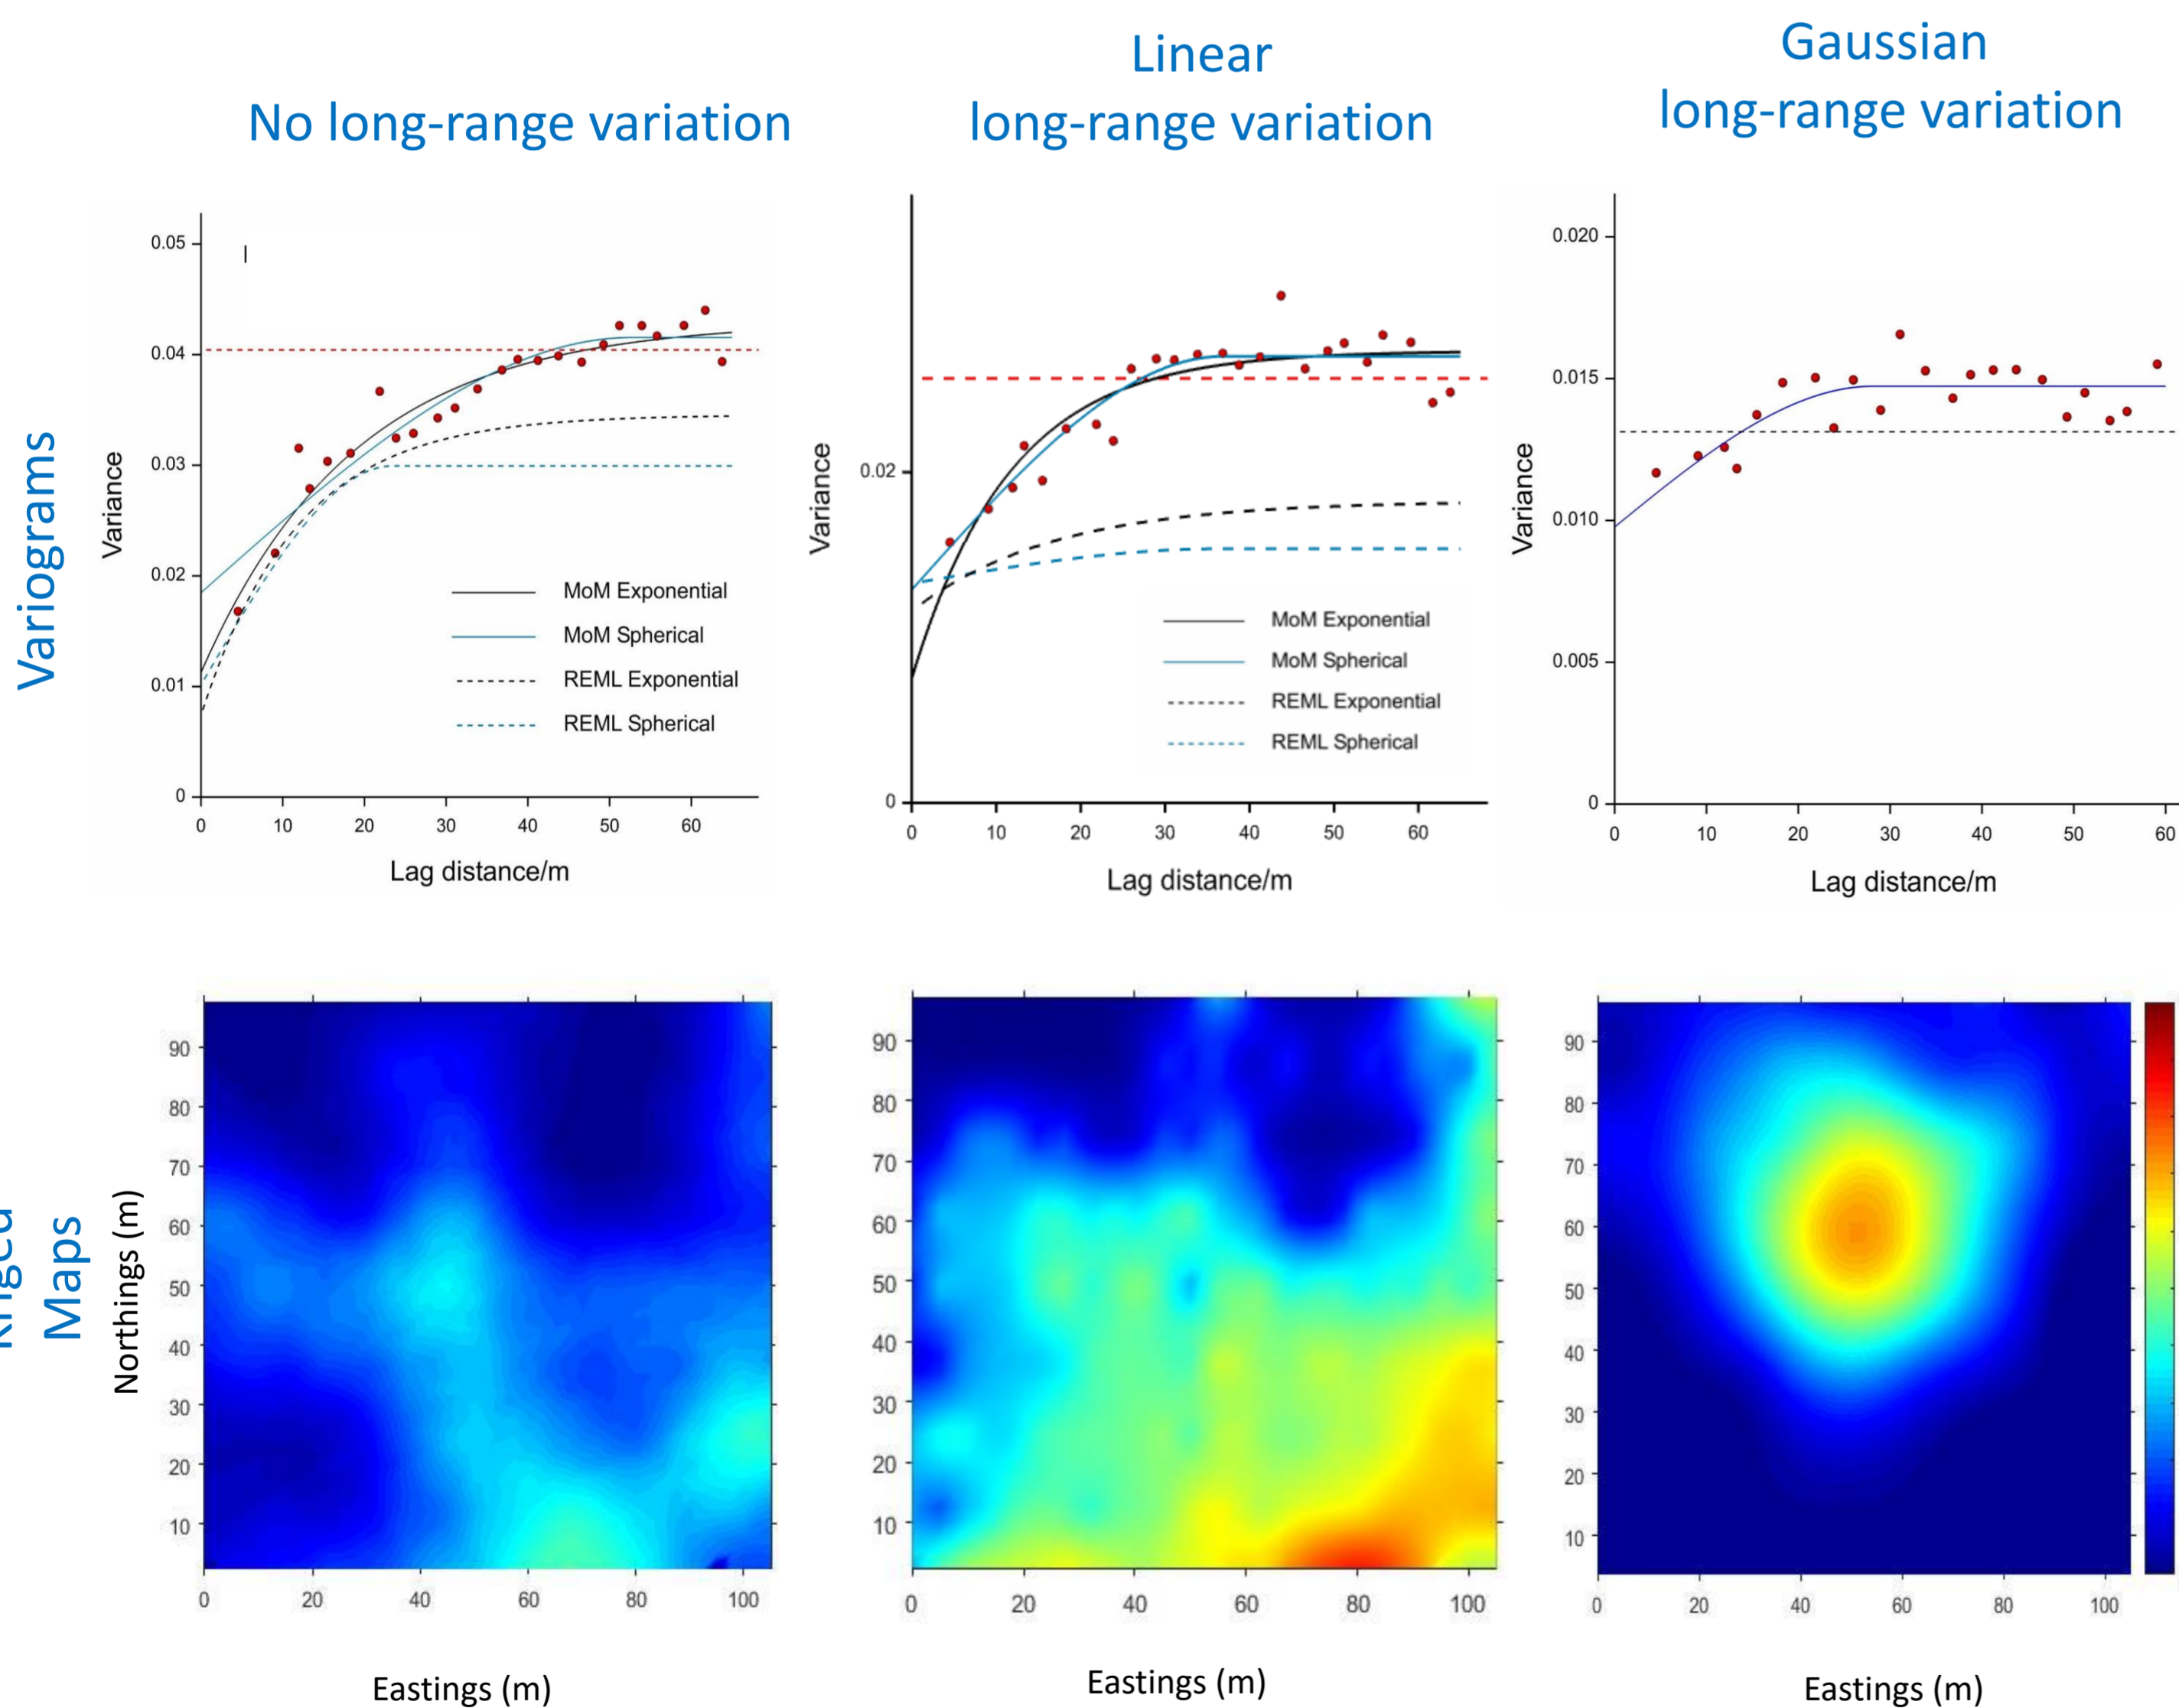 No long-range variation
Linear
long-range variation
Gaussian
long-range variation
Variograms
Variance
0.05
0.04
0.03
0.02
0.01
0
0 10 20 30 40 50 60
Lag distance/m
MoM Exponential
MoM Spherical
REML Exponential
REML Spherical
Variance
0.02
0
0 10 20 30 40 50 60
Lag distance/m
MoM Exponential
MoM Spherical
REML Exponential
REML Spherical
Variance
0.020
0.015
0.010
0.005
0
0 10 20 30 40 50 60
Lag distance/m
Maps
Northings (m)
90
80
70
60
50
40
30
20
10
0 20 40 60 80 100
Eastings (m)
90
80
70
60
50
40
30
20
10
0 20 40 60 80 100
Eastings (m)
90
80
70
60
50
40
30
20
10
0 20 40 60 80 100
Eastings (m)